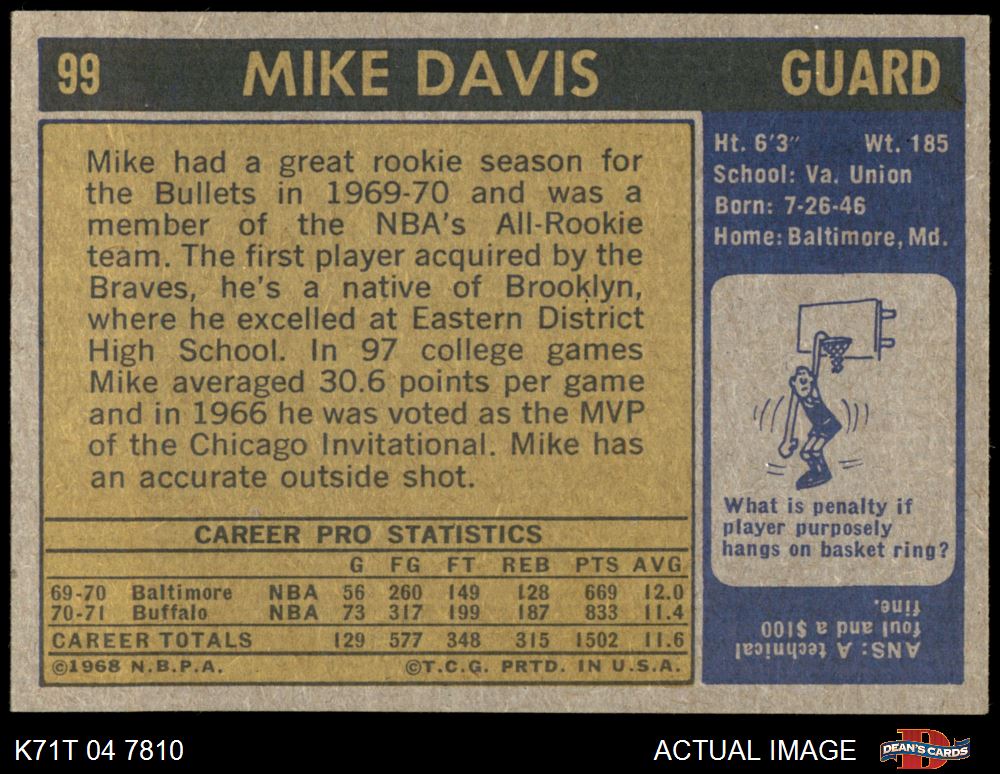 99 MIKE DAVIS GUARD
Mike had a great rookie season for
the Bullets in 1969-70 and was a
member of the NBA's All-Rookie
team. The first player acquired by the
Braves, he's a native of Brooklyn,
where he excelled at Eastern District
High School. In 97 college games
Mike averaged 30.6 points per game
and in 1966 he was voted as the MVP
of the Chicago Invitational. Mike has
an accurate outside shot.
CAREER PRO STATISTICS
G FG FT REB PTS AVG
69-70 Baltimore NBA 56 260 149 128 669 12.0
70-71 Buffalo NBA 73 317 199 187 833 11.4
CAREER TOTALS 129 577 348 315 1502 11.6
©1968 N.B.P.A. ©T.C.G. PRTD. IN U.S.A.
Ht. 6'3" Wt. 185
School: Va. Union
Born: 7-26-46
Home: Baltimore, Md.
What is penalty if
player purposely
hangs on basket ring?
ANS: A technical
foul and a $100
fine.
K71T 04 7810 ACTUAL IMAGE DEAN'S CARDS